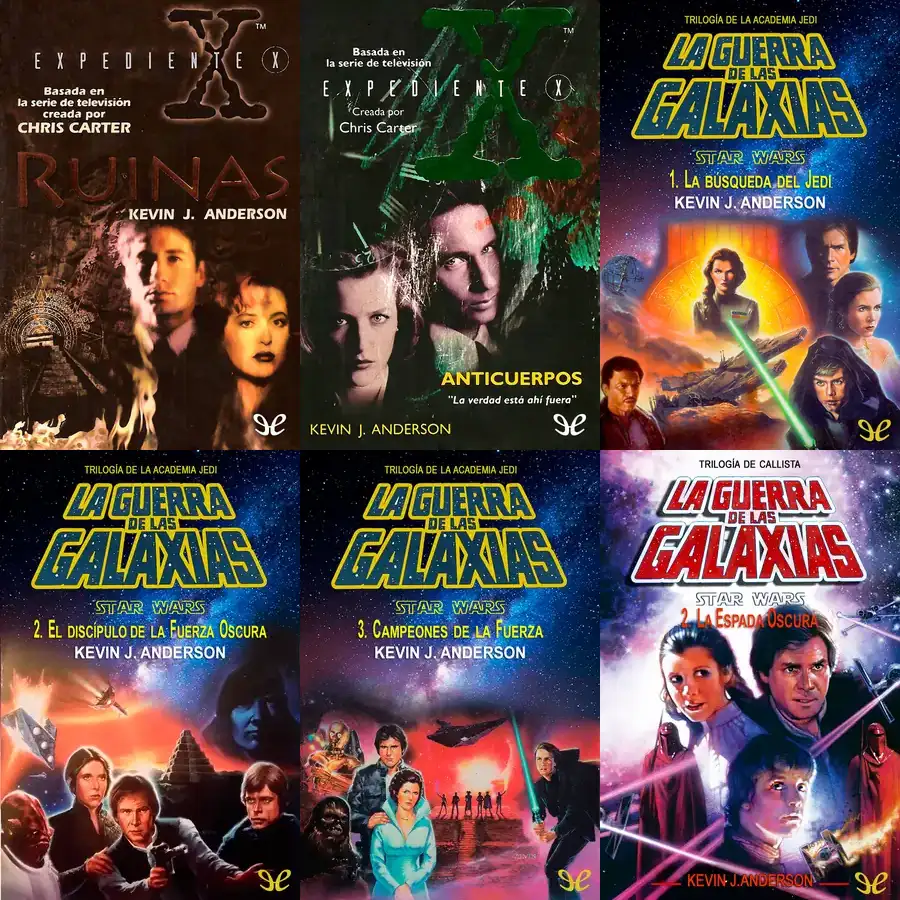 X
TM
EXPEDIENTE X
Basada en
la serie de televisión
creada por
CHRIS CARTER
RUINAS
KEVIN J. ANDERSON
X
TM
Basada en
la serie de televisión
EXPEDIENTE X
Creada por
Chris Carter
ANTICUERPOS
"La verdad está ahí fuera"
KEVIN J. ANDERSON
TRILOGÍA DE LA ACADEMIA JEDI
LA GUERRA
DE LAS
GALAXIAS
STAR WARS
1. LA BÚSQUEDA DEL JEDI
KEVIN J. ANDERSON
TRILOGÍA DE LA ACADEMIA JEDI
LA GUERRA
DE LAS
GALAXIAS
STAR WARS
2. EL DISCÍPULO DE LA FUERZA OSCURA
KEVIN J. ANDERSON
TRILOGÍA DE LA ACADEMIA JEDI
LA GUERRA
DE LAS
GALAXIAS
STAR WARS
3. CAMPEONES DE LA FUERZA
KEVIN J. ANDERSON
TRILOGÍA DE CALLISTA
LA GUERRA
DE LAS
GALAXIAS
STAR WARS
2. LA ESPADA OSCURA
KEVIN J. ANDERSON